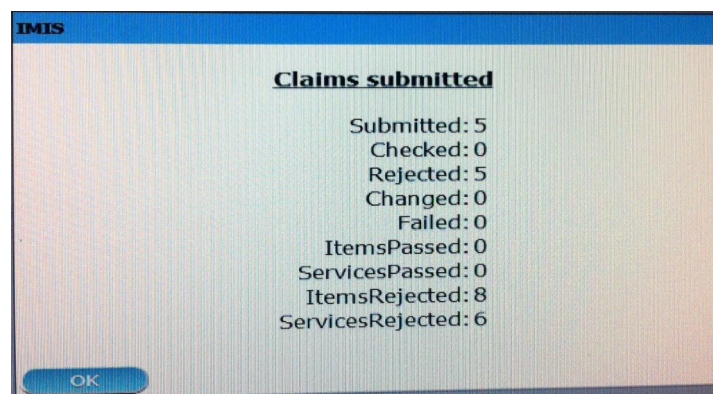 IMIS
Claims submitted
Submitted: 5
Checked: 0
Rejected: 5
Changed: 0
Failed: 0
ItemsPassed: 0
ServicesPassed: 0
ItemsRejected: 8
ServicesRejected: 6
OK